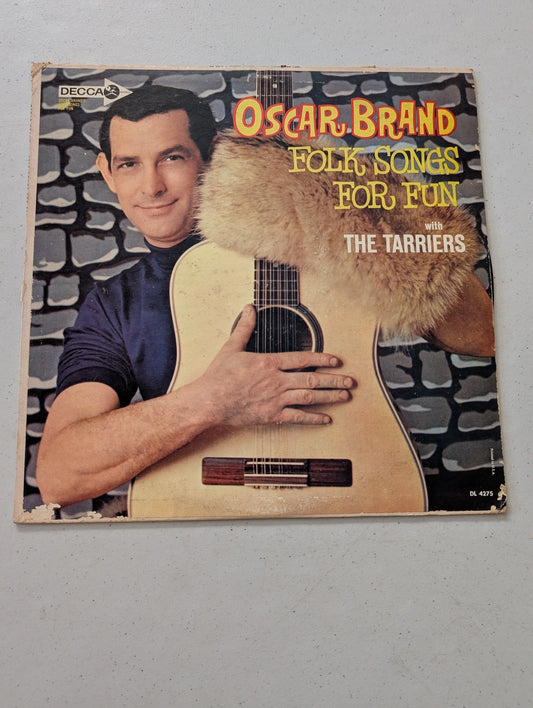 DECCA
OSCAR BRAND
FOLK SONGS
FOR FUN
with
THE TARRIERS
DL 4275